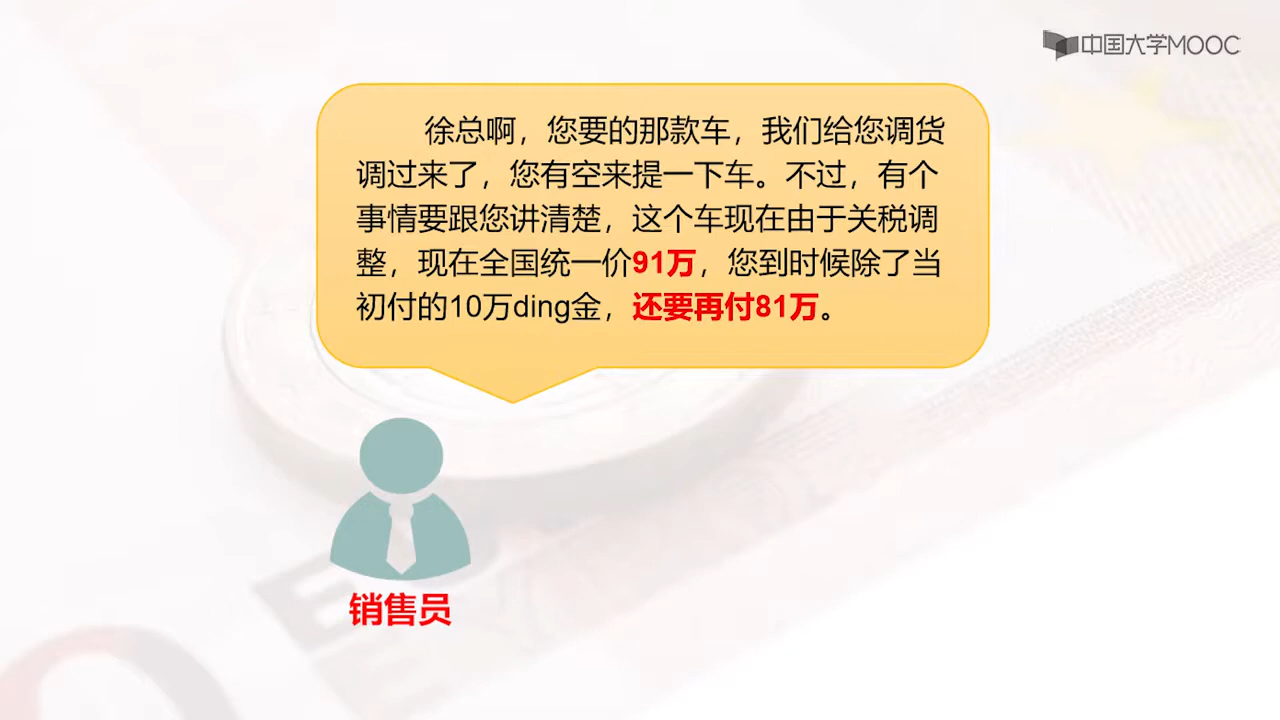 中国大学MOOC
徐总啊，您要的那款车，我们给您调货
调过来了，您有空来提一下车。不过，有个
事情要跟您讲清楚，这个车现在由于关税调
整，现在全国统一价91万，您到时候除了当
初付的10万ding金，还要再付81万。
销售员